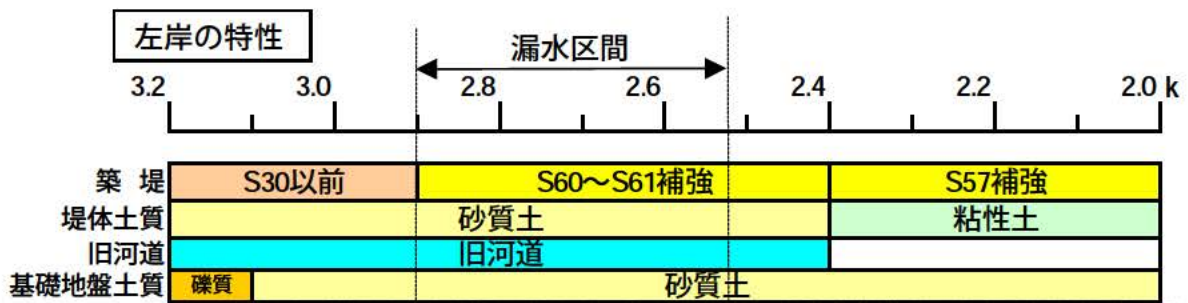 左岸の特性
漏水区間
3.2 3.0 2.8 2.6 2.4 2.2 2.0 k
築 堤 S30以前 S60～S61補強 S57補強
堤体土質 砂質土 粘性土
旧河道 旧河道
基礎地盤土質 礫質 砂質土